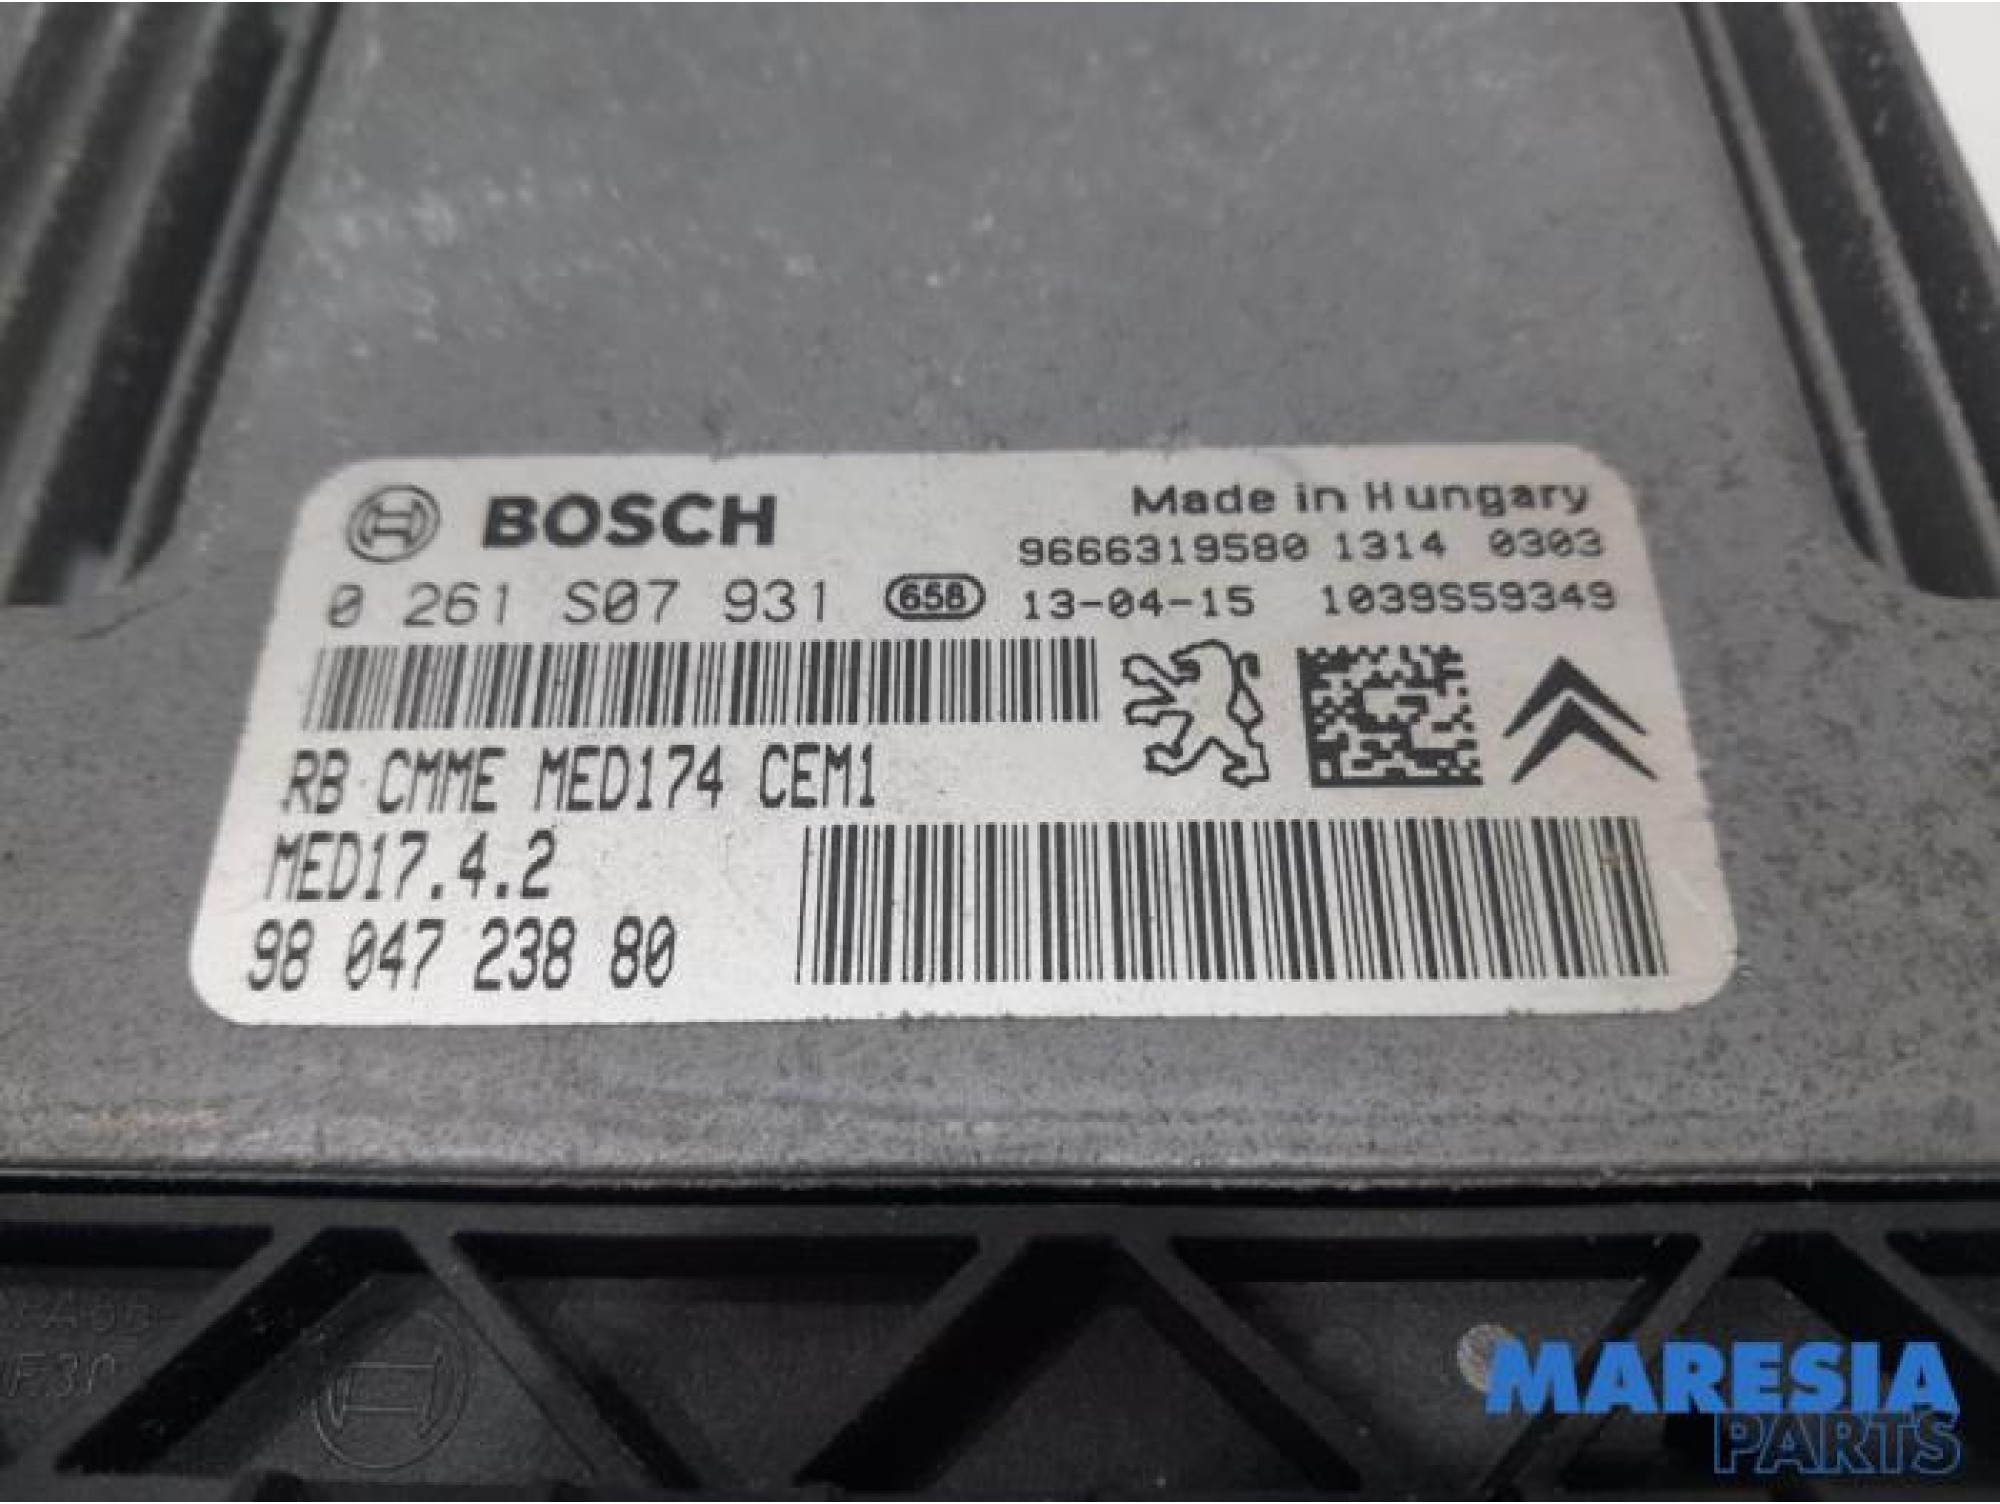 BOSCH
Made in Hungary
9666319580 1314 0303
0 261 S07 931 658 13-04-15 1039S59349
RB CMME MED174 CEM1
MED17.4.2
98 047 238 80
MARESIA
PARTS